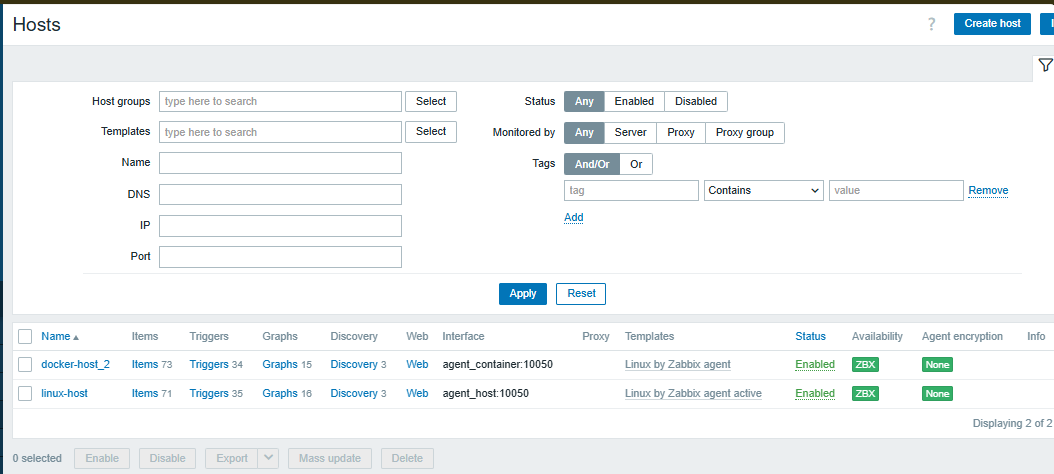 Hosts ? Create host
Host groups type here to search Select Status Any Enabled Disabled
Templates type here to search Select Monitored by Any Server Proxy Proxy group
Name Tags And/Or Or
DNS tag Contains value Remove
IP Add
Port
Apply Reset
Name Items Triggers Graphs Discovery Web Interface Proxy Templates Status Availability Agent encryption Info
docker-host_2 Items 73 Triggers 34 Graphs 15 Discovery 3 Web agent_container:10050 Linux by Zabbix agent Enabled ZBX None
linux-host Items 71 Triggers 35 Graphs 16 Discovery 3 Web agent_host:10050 Linux by Zabbix agent active Enabled ZBX None
Displaying 2 of 2
0 selected Enable Disable Export Mass update Delete